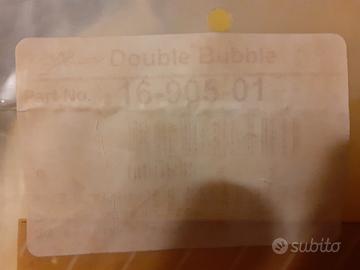 Double Bubble
Part No. 16-905-01
subito